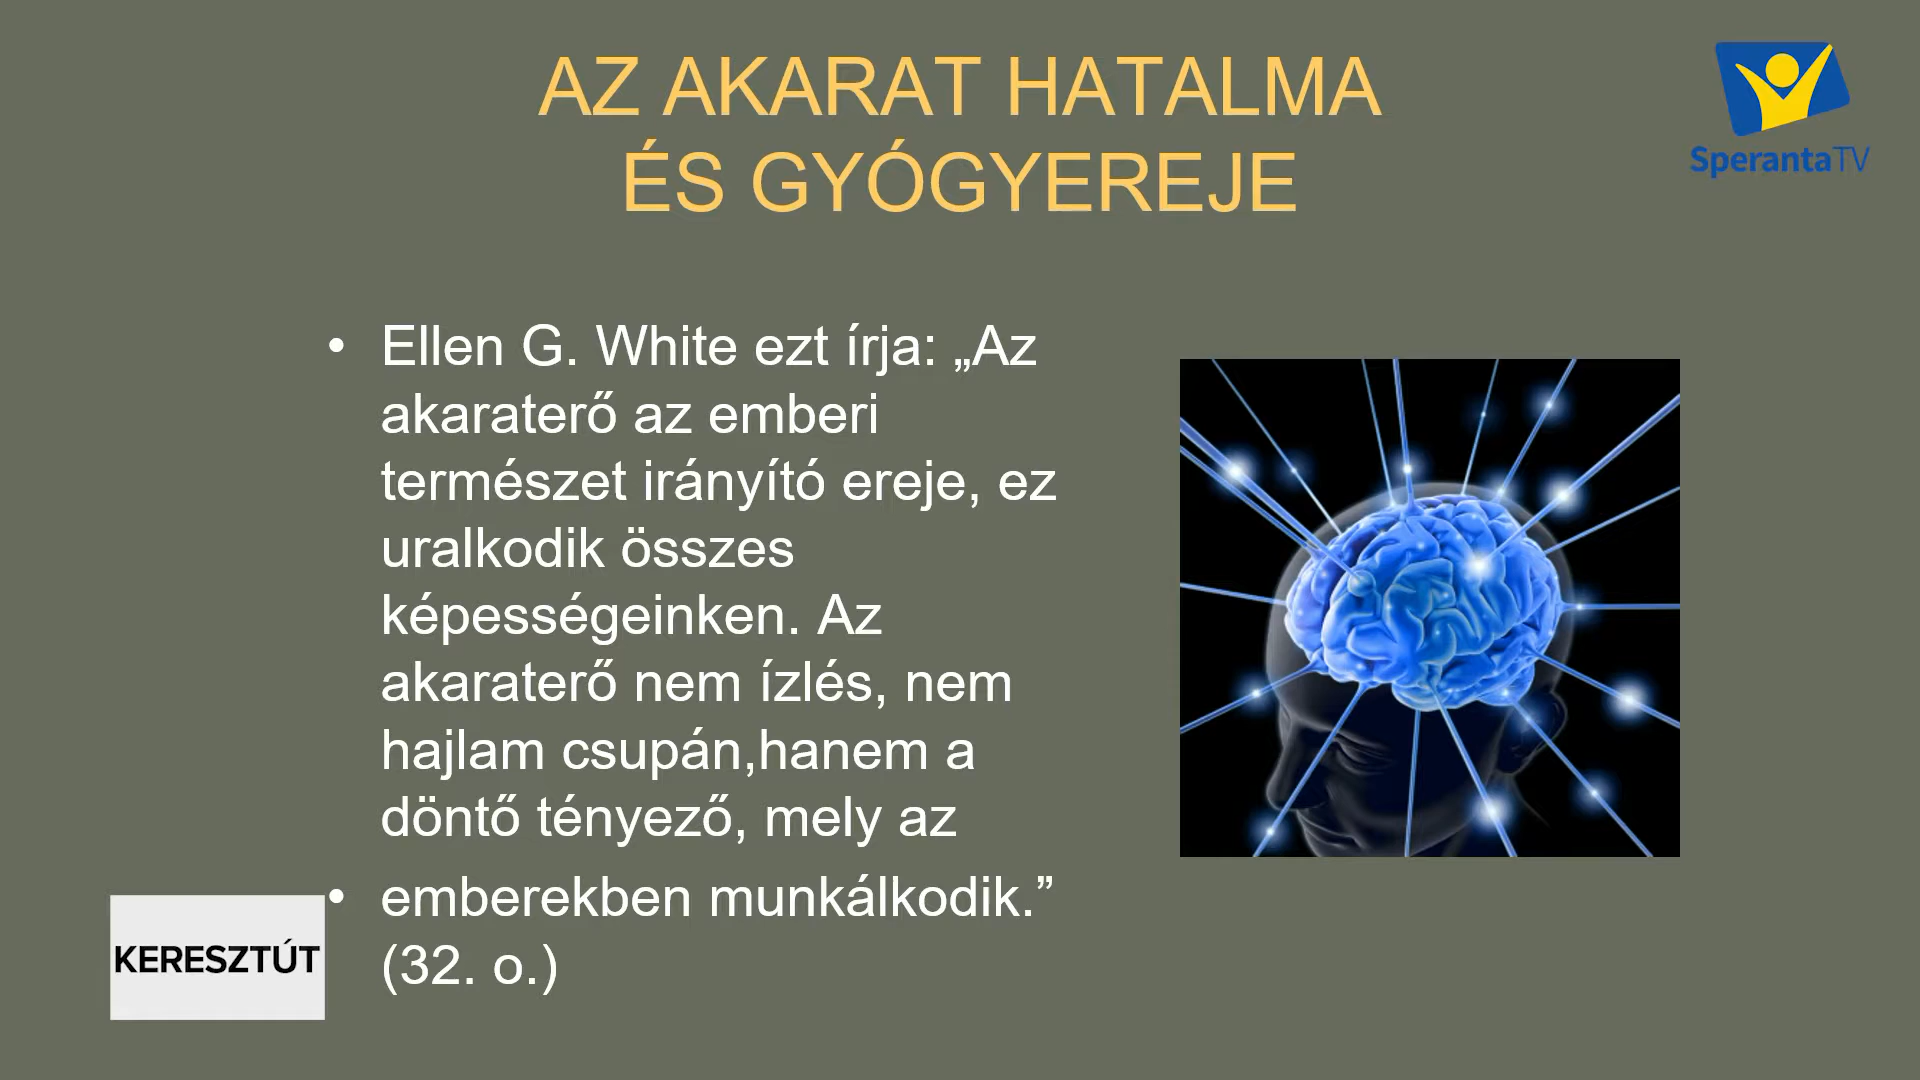 AZ AKARAT HATALMA
ÉS GYÓGYEREJE
SperantaTV
• Ellen G. White ezt írja: „Az
akaraterő az emberi
természet irányító ereje, ez
uralkodik összes
képességeinken. Az
akaraterő nem ízlés, nem
hajlam csupán,hanem a
döntő tényező, mely az
• emberekben munkálkodik.”
(32. o.)
KERESZTÚT